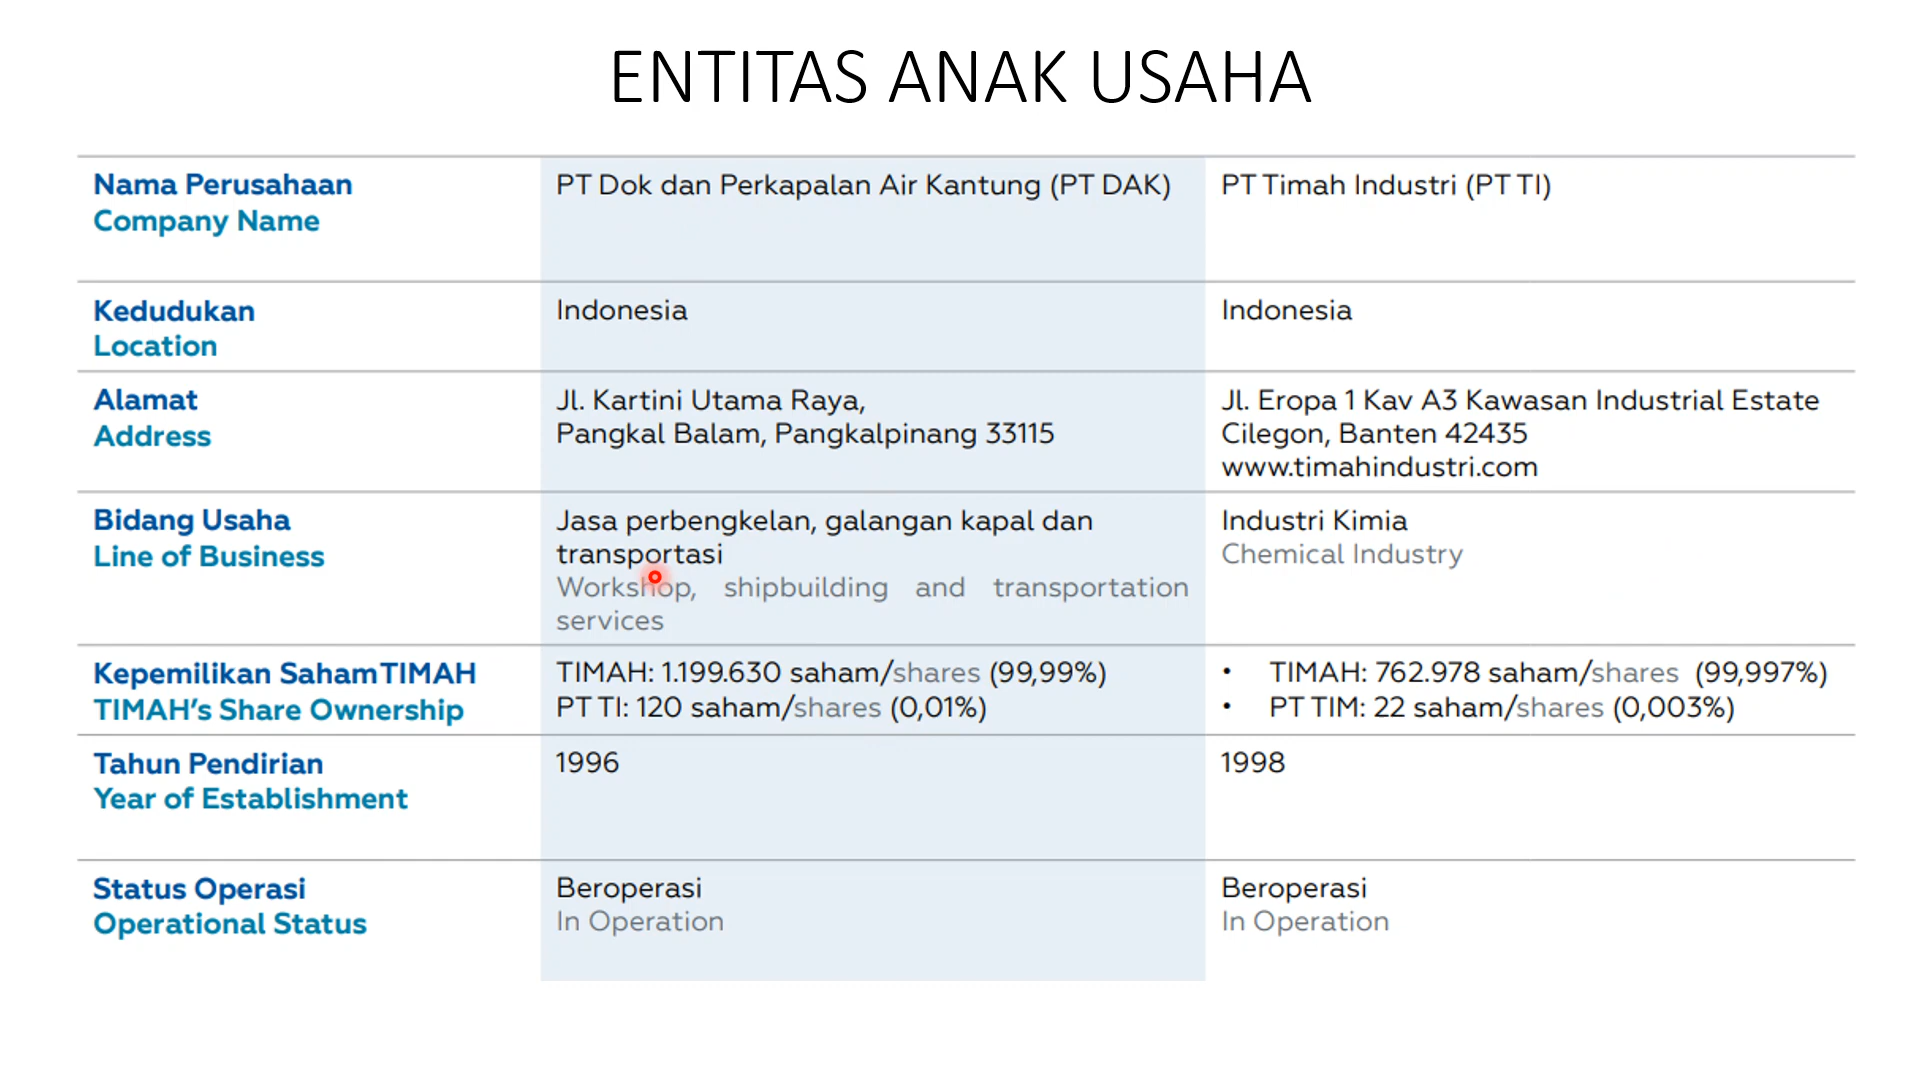 ENTITAS ANAK USAHA
Nama Perusahaan
Company Name
PT Dok dan Perkapalan Air Kantung (PT DAK)
PT Timah Industri (PT TI)
Kedudukan
Location
Indonesia
Indonesia
Alamat
Address
Jl. Kartini Utama Raya,
Pangkal Balam, Pangkalpinang 33115
Jl. Eropa 1 Kav A3 Kawasan Industrial Estate
Cilegon, Banten 42435
www.timahindustri.com
Bidang Usaha
Line of Business
Jasa perbengkelan, galangan kapal dan
transportasi
Workshop, shipbuilding and transportation
services
Industri Kimia
Chemical Industry
Kepemilikan Saham TIMAH
TIMAH's Share Ownership
TIMAH: 1.199.630 saham/shares (99,99%)
PT TI: 120 saham/shares (0,01%)
• TIMAH: 762.978 saham/shares (99,997%)
• PT TIM: 22 saham/shares (0,003%)
Tahun Pendirian
Year of Establishment
1996
1998
Status Operasi
Operational Status
Beroperasi
In Operation
Beroperasi
In Operation